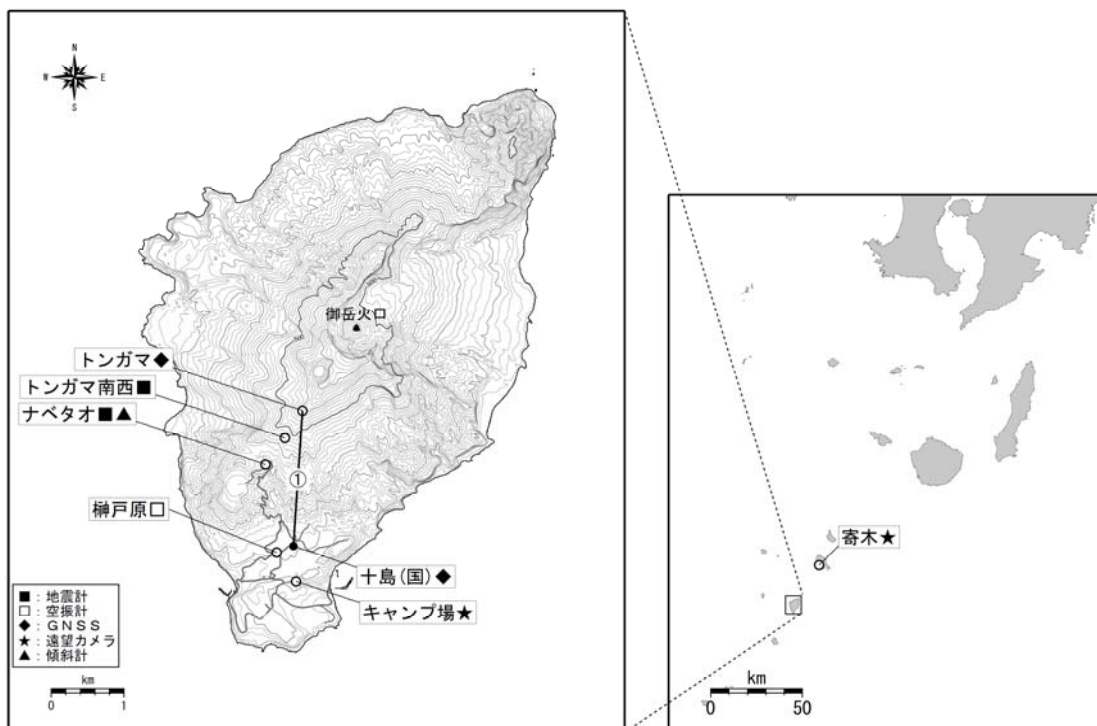 N
W E
S
御岳火口
トンガマ◆
トンガマ南西■
ナベタオ■▲
①
榊戸原□
十島(国)◆
キャンプ場★
■:地震計
□:空振計
◆:GNSS
★:遠望カメラ
▲:傾斜計
km
0 1
寄木★
km
0 50